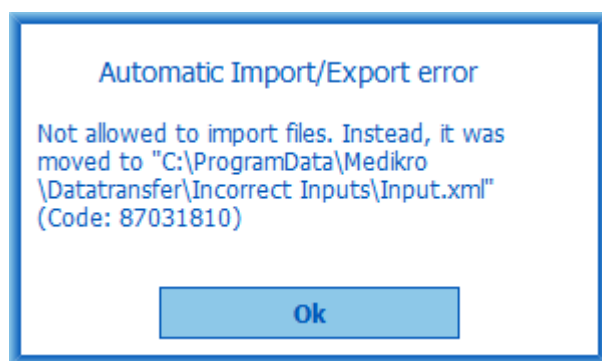 Automatic Import/Export error
Not allowed to import files. Instead, it was
moved to "C:\ProgramData\Medikro
\Datatransfer\Incorrect Inputs\Input.xml"
(Code: 87031810)
Ok